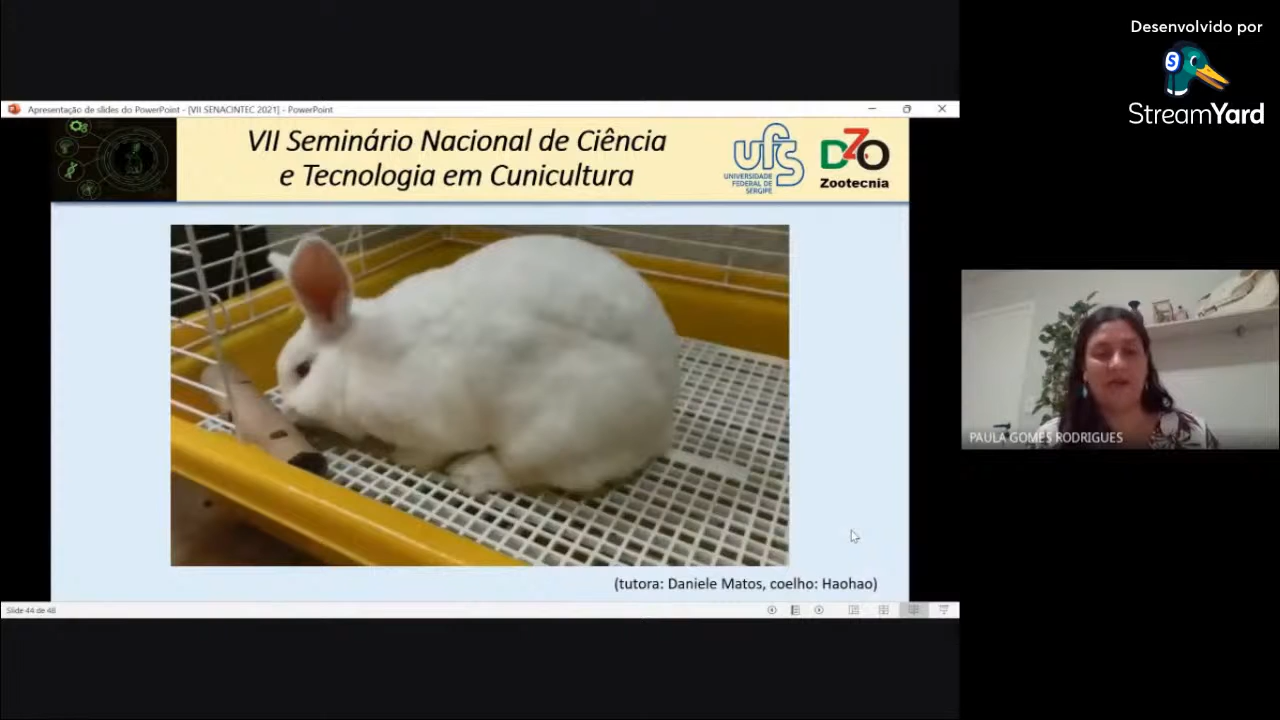 Desenvolvido por
StreamYard
Apresentação de slides do PowerPoint - [VII SENACINTEC 2021] - PowerPoint
VII Seminário Nacional de Ciência
e Tecnologia em Cunicultura
ufs
UNIVERSIDADE
FEDERAL DE
SERGIPE
DZO
Zootecnia
PAULA GOMES RODRIGUES
(tutora: Daniele Matos, coelho: Haohao)
Slide 44 de 48